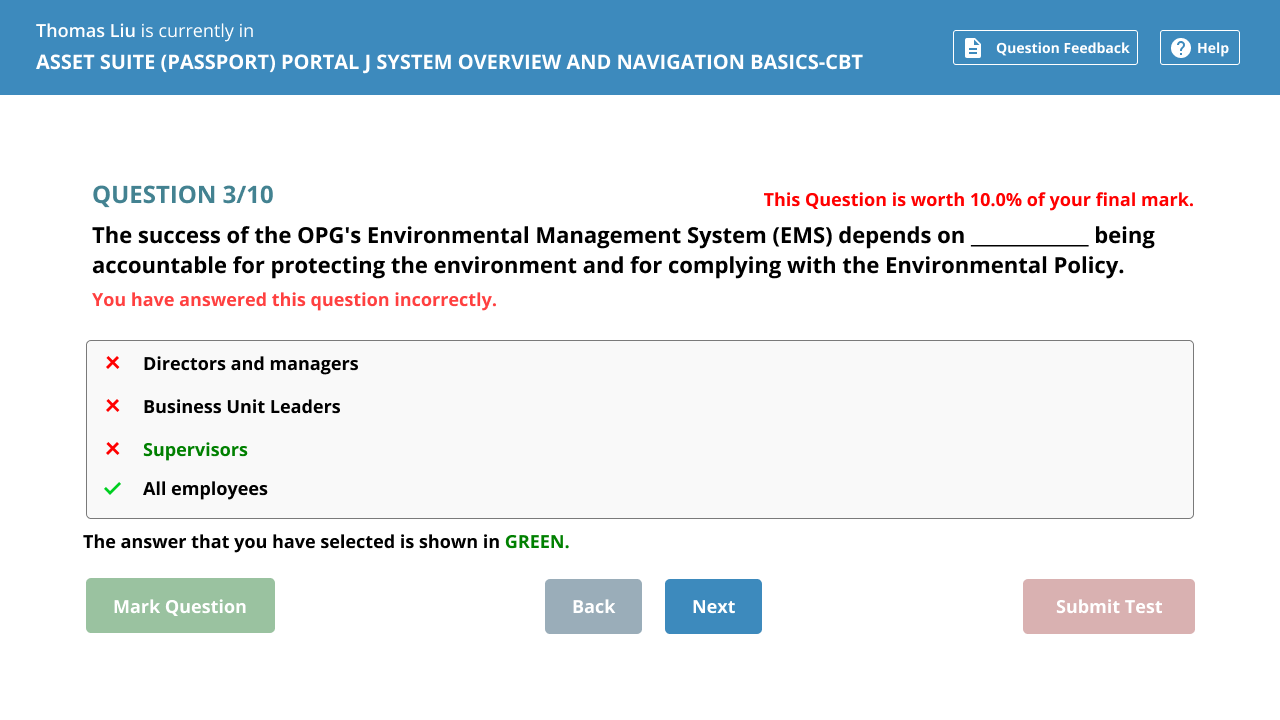 Thomas Liu is currently in
ASSET SUITE (PASSPORT) PORTAL J SYSTEM OVERVIEW AND NAVIGATION BASICS-CBT
Question Feedback
Help
QUESTION 3/10
This Question is worth 10.0% of your final mark.
The success of the OPG's Environmental Management System (EMS) depends on ____________ being
accountable for protecting the environment and for complying with the Environmental Policy.
You have answered this question incorrectly.
Directors and managers
Business Unit Leaders
Supervisors
All employees
The answer that you have selected is shown in GREEN.
Mark Question
Back
Next
Submit Test